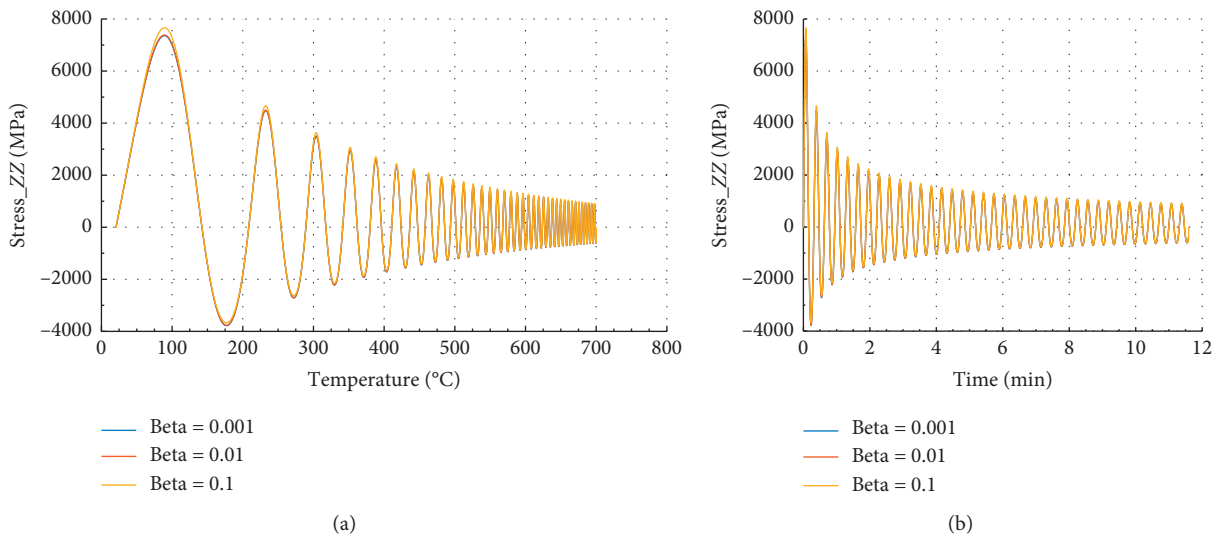 8000
6000
4000
2000
0
−2000
−4000
Stress_ZZ (MPa)
0 100 200 300 400 500 600 700 800
Temperature (°C)
Beta = 0.001
Beta = 0.01
Beta = 0.1
(a)
8000
6000
4000
2000
0
−2000
−4000
Stress_ZZ (MPa)
0 2 4 6 8 10 12
Time (min)
Beta = 0.001
Beta = 0.01
Beta = 0.1
(b)